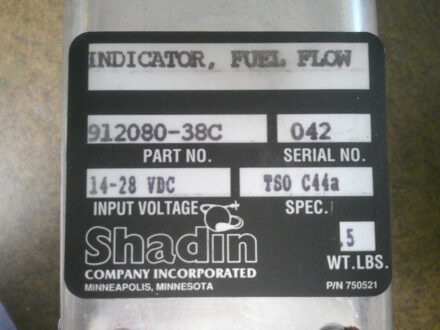 INDICATOR, FUEL FLOW
912080-38C 042
PART NO. SERIAL NO.
14-28 VDC TSO C44a
INPUT VOLTAGE SPEC.
Shadin .5
WT.LBS.
COMPANY INCORPORATED
MINNEAPOLIS, MINNESOTA P/N 750521